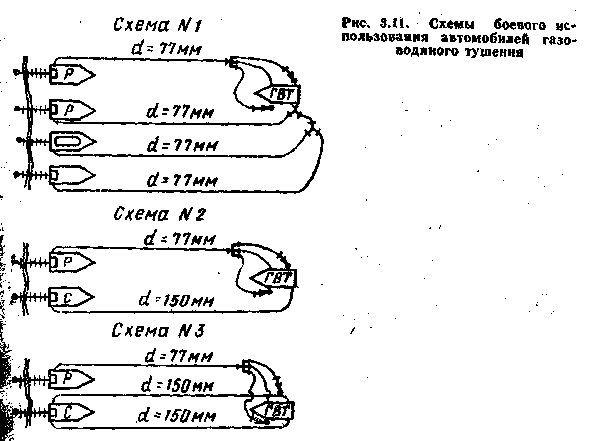 Схема N1
d=77мм
Рис. 3.11. Схемы боевого ис-
пользования автомобилей газо-
водяного тушения
Р
ГВТ
Р
d=77мм
d=77мм
d=77мм
Схема N2
d=77мм
Р
ГВТ
С
d=150мм
Схема N3
d=77мм
Р
d=150мм
С
ГВТ
d=150мм